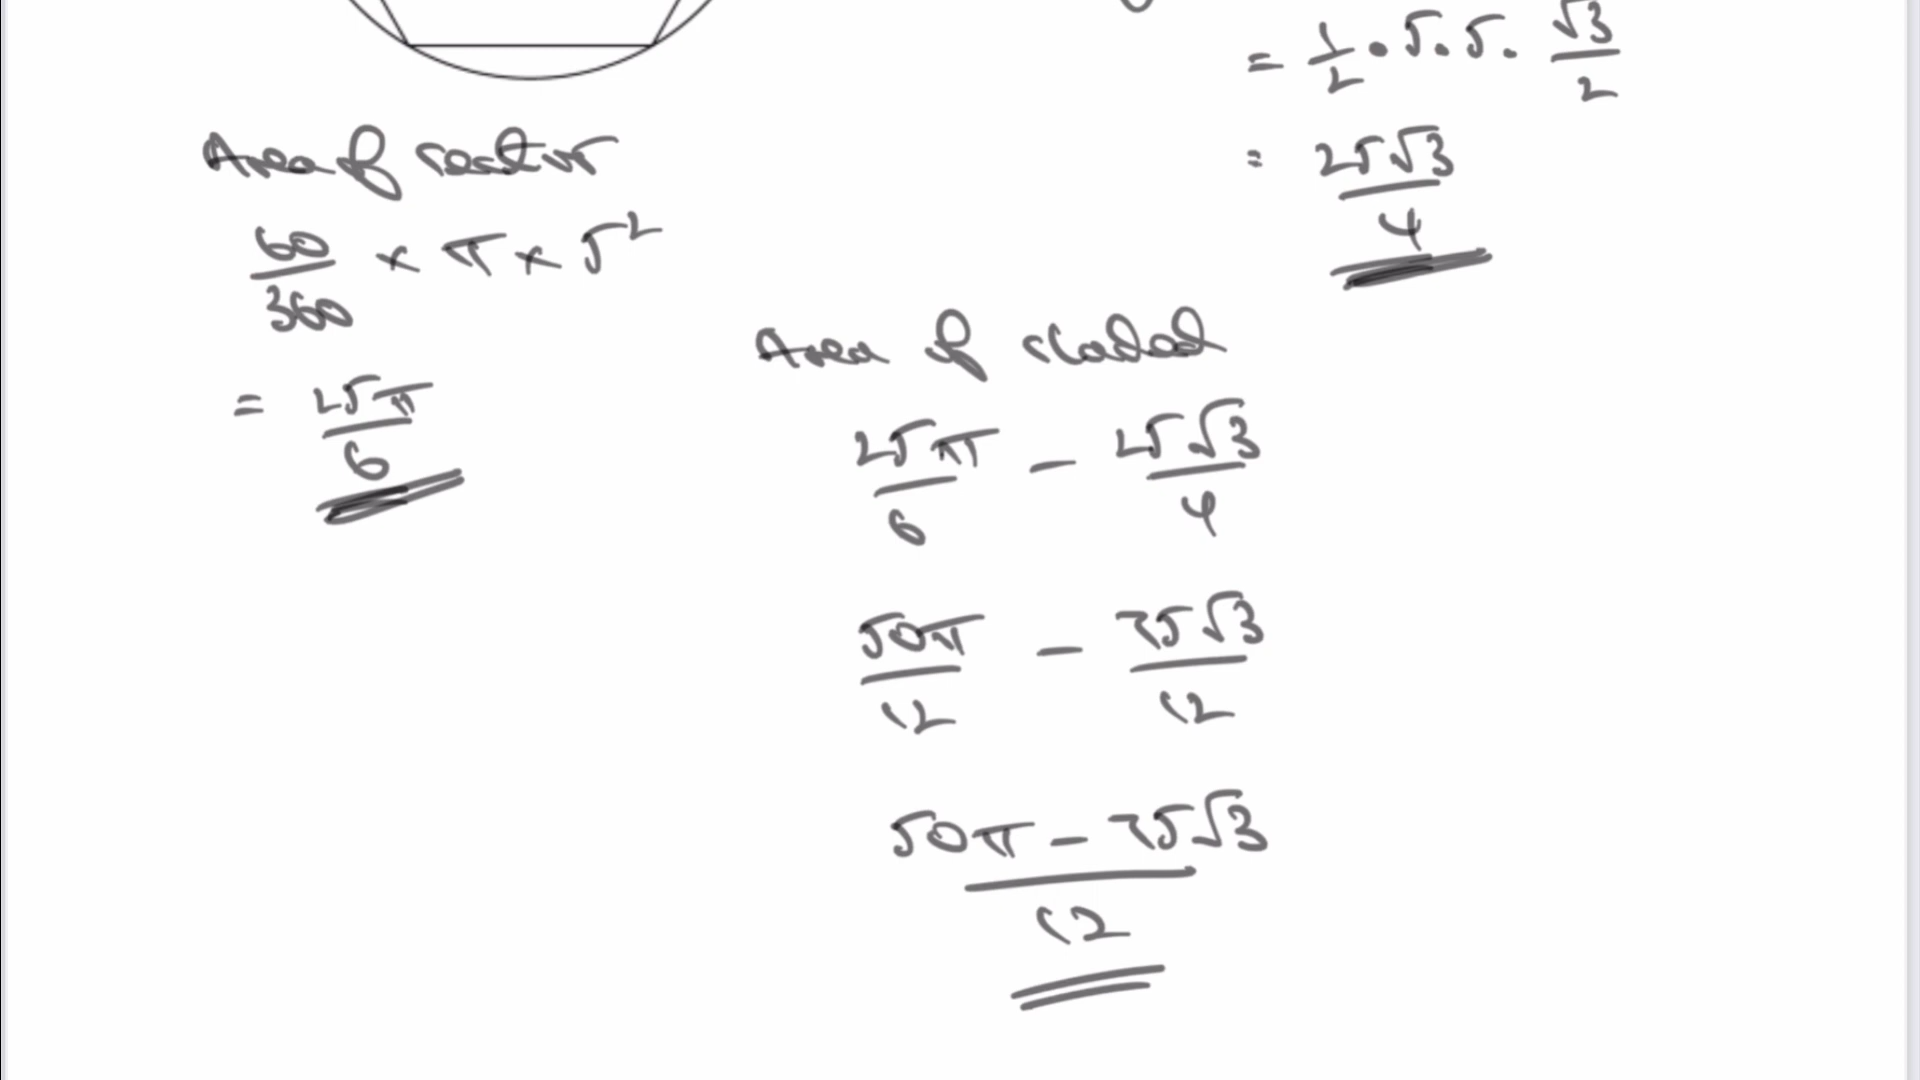 = 1/2 • 5 • 5 • √3/2
= 25√3/4
Area of sector
60/360 × π × 5²
= 25π/6
Area of shaded
25π/6 − 25√3/4
50π/12 − 75√3/12
50π − 75√3
12